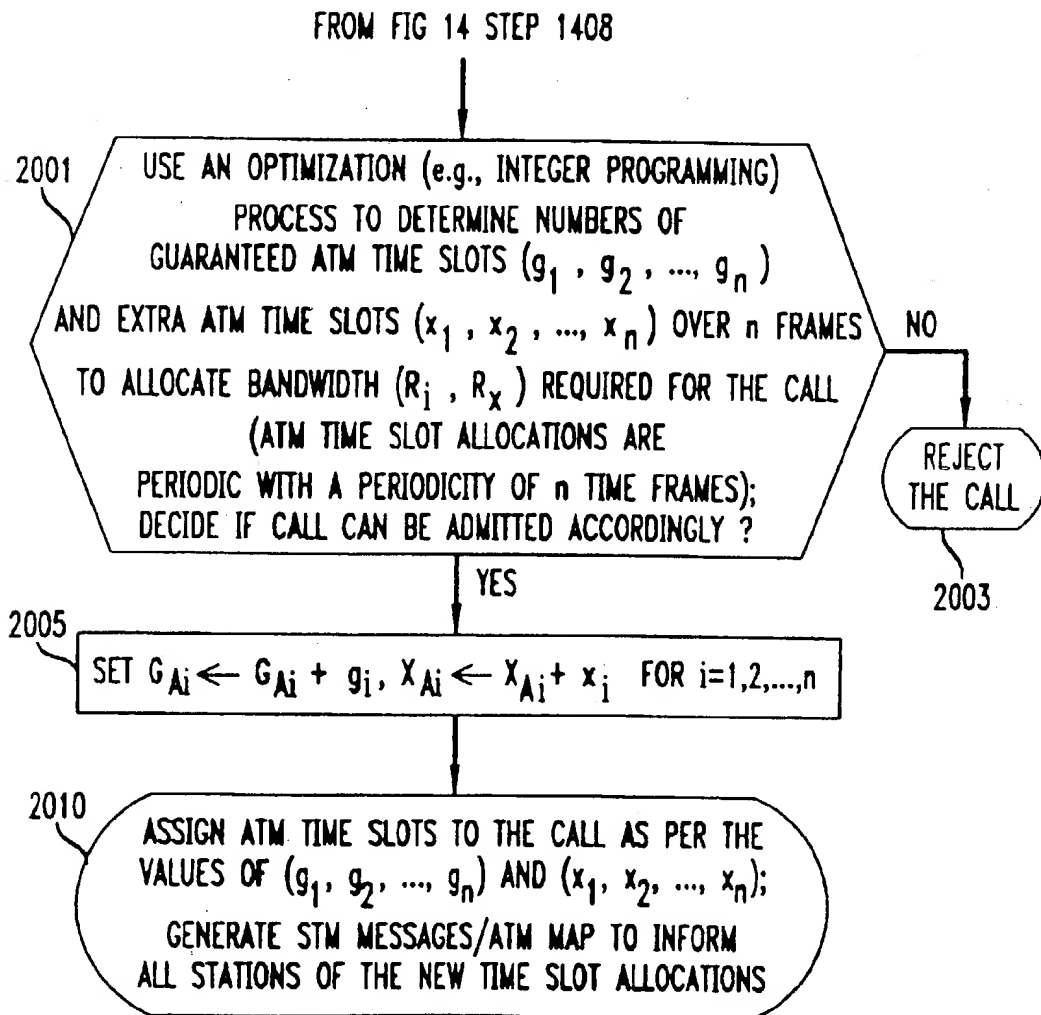 FROM FIG 14 STEP 1408
2001
USE AN OPTIMIZATION (e.g., INTEGER PROGRAMMING)
PROCESS TO DETERMINE NUMBERS OF
GUARANTEED ATM TIME SLOTS (g1 , g2 , ..., gn )
AND EXTRA ATM TIME SLOTS (x1 , x2 , ..., xn ) OVER n FRAMES
TO ALLOCATE BANDWIDTH (Ri , Rx ) REQUIRED FOR THE CALL
(ATM TIME SLOT ALLOCATIONS ARE
PERIODIC WITH A PERIODICITY OF n TIME FRAMES);
DECIDE IF CALL CAN BE ADMITTED ACCORDINGLY ?
NO
REJECT
THE CALL
2003
YES
2005
SET GAi ← GAi + gi, XAi ← XAi + xi FOR i=1,2,...,n
2010
ASSIGN ATM TIME SLOTS TO THE CALL AS PER THE
VALUES OF (g1, g2, ..., gn) AND (x1, x2, ..., xn);
GENERATE STM MESSAGES/ATM MAP TO INFORM
ALL STATIONS OF THE NEW TIME SLOT ALLOCATIONS